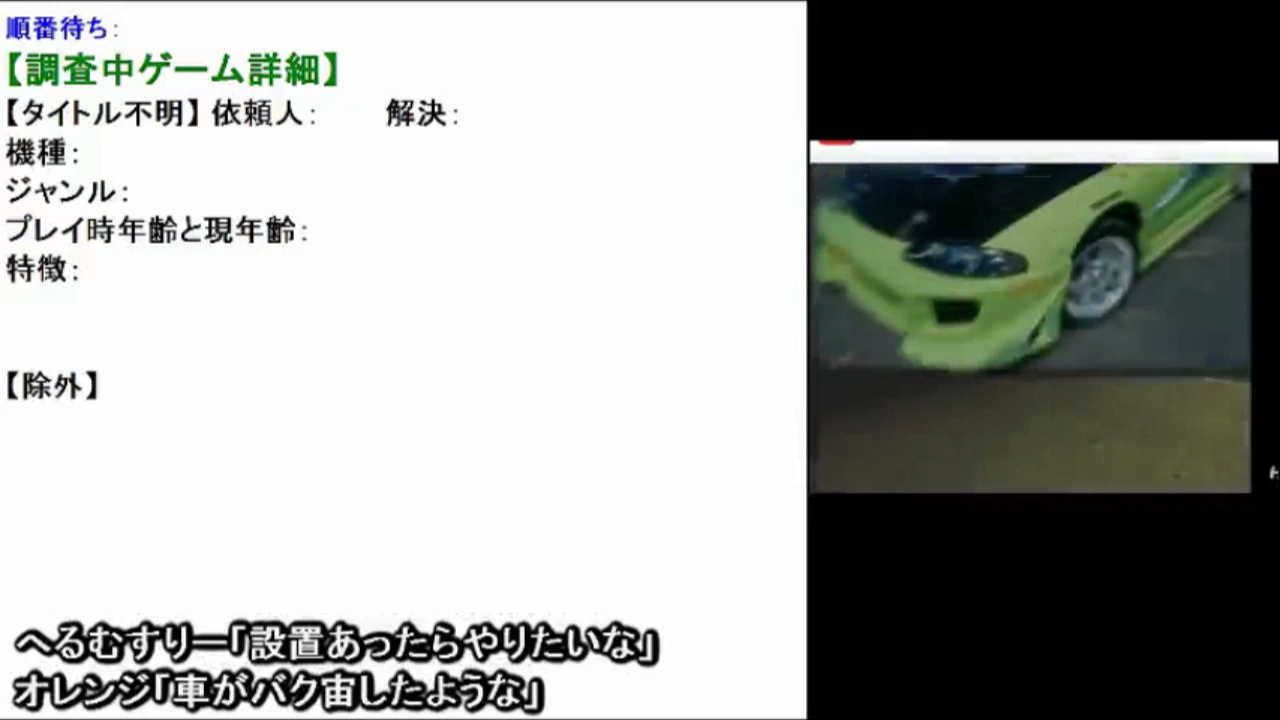 順番待ち：
【調査中ゲーム詳細】
【タイトル不明】依頼人：　　解決：
機種：
ジャンル：
プレイ時年齢と現年齢：
特徴：
【除外】
へるむすりー「設置あったらやりたいな」
オレンジ「車がバク宙したような」